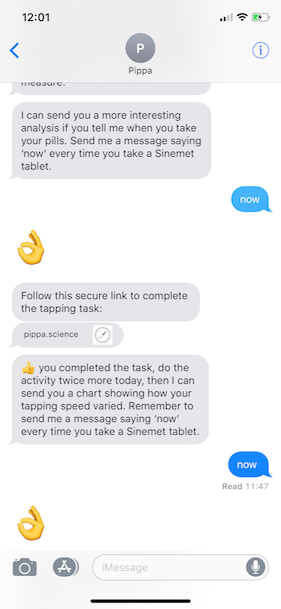 12:01
P
Pippa
measure.
I can send you a more interesting
analysis if you tell me when you take
your pills. Send me a message saying
‘now’ every time you take a Sinemet
tablet.
now
👌
Follow this secure link to complete
the tapping task:
pippa.science
👍 you completed the task, do the
activity twice more today, then I can
send you a chart showing how your
tapping speed varied. Remember to
send me a message saying ‘now’
every time you take a Sinemet tablet.
now
Read 11:47
👌
iMessage